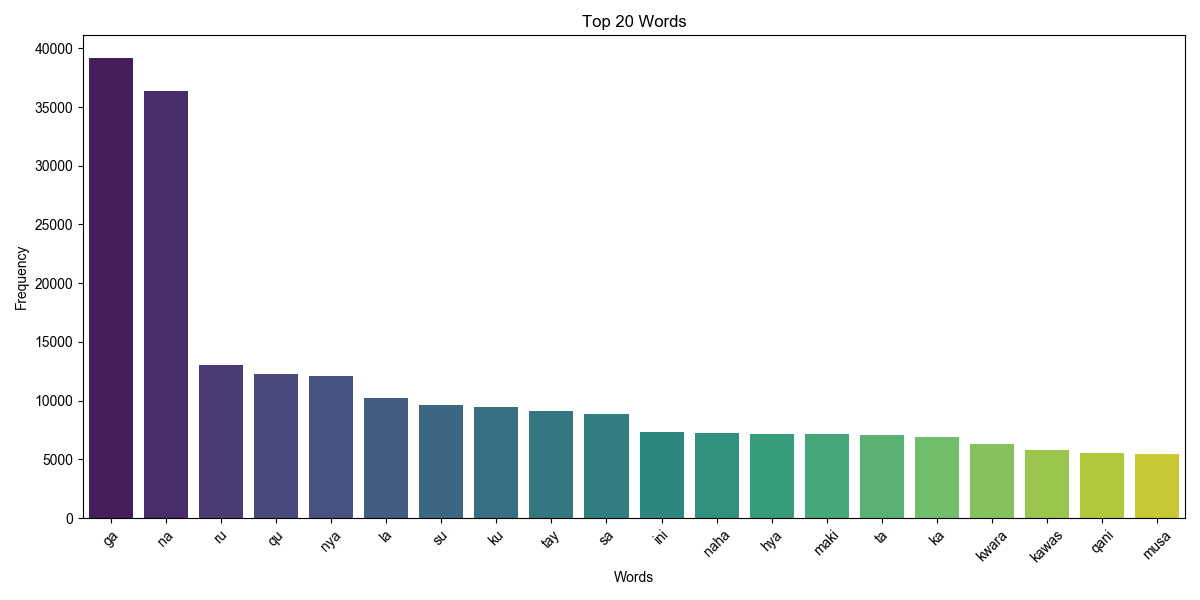 Top 20 Words
Frequency
40000
35000
30000
25000
20000
15000
10000
5000
0
ga na ru qu nya la su ku tay sa ini naha hya maki ta ka kwara kawas qani musa
Words